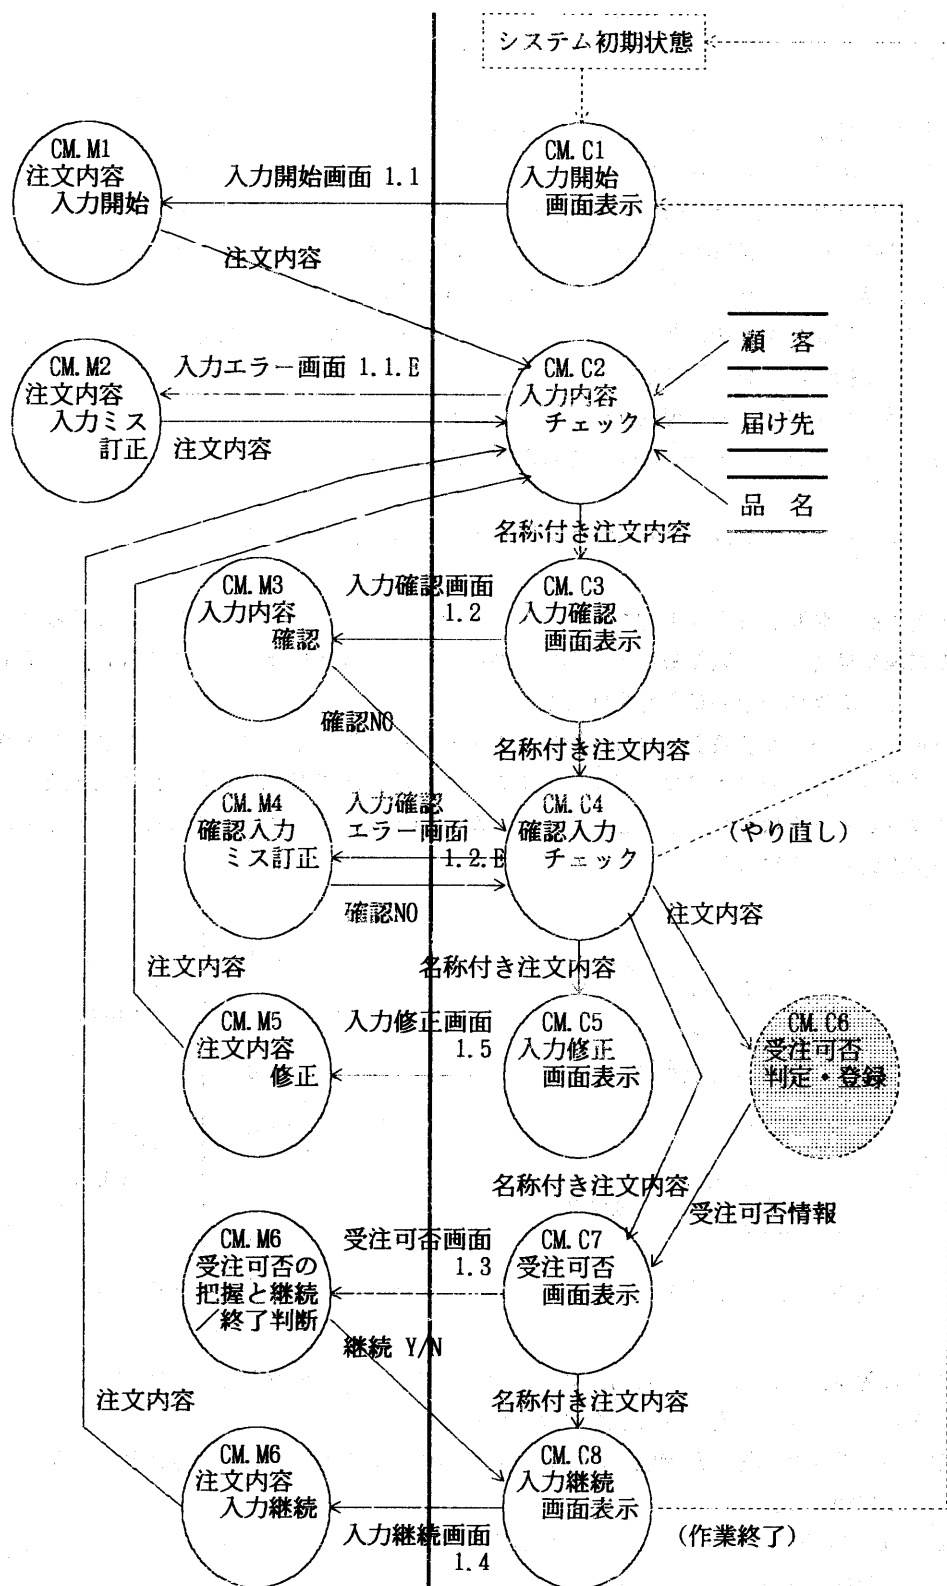 システム初期状態
CM.M1
注文内容
入力開始
入力開始画面 1.1
CM.C1
入力開始
画面表示
注文内容
CM.M2
注文内容
入力ミス
訂正
入力エラー画面 1.1.E
注文内容
CM.C2
入力内容
チェック
顧 客
届け先
品 名
名称付き注文内容
CM.M3
入力内容
確認
入力確認画面
1.2
CM.C3
入力確認
画面表示
確認NO
名称付き注文内容
CM.M4
確認入力
ミス訂正
入力確認
エラー画面
1.2.E
確認NO
CM.C4
確認入力
チェック
(やり直し)
注文内容
注文内容
名称付き注文内容
CM.M5
注文内容
修正
入力修正画面
1.5
CM.C5
入力修正
画面表示
CM.C6
受注可否
判定・登録
名称付き注文内容
受注可否情報
CM.M6
受注可否の
把握と継続
/終了判断
受注可否画面
1.3
CM.C7
受注可否
画面表示
継続 Y/N
注文内容
名称付き注文内容
CM.M6
注文内容
入力継続
入力継続画面
1.4
CM.C8
入力継続
画面表示
(作業終了)